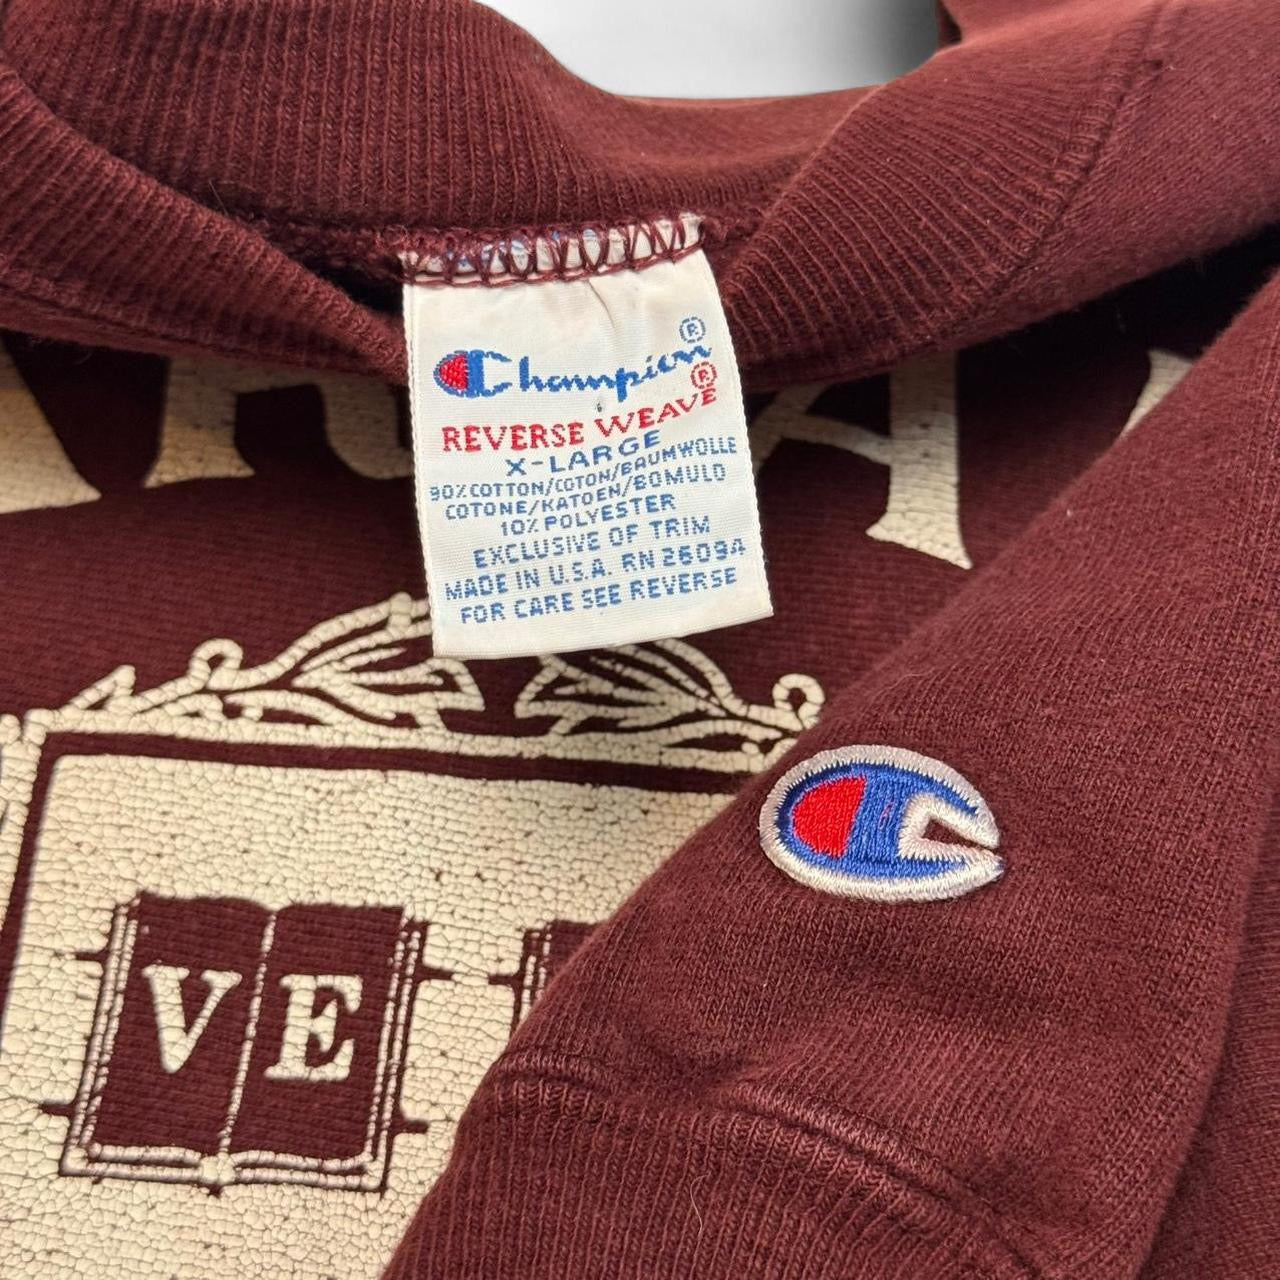 Champion®
REVERSE WEAVE®
X-LARGE
90% COTTON/COTON/BAUMWOLLE
COTONE/KATOEN/BOMULD
10% POLYESTER
EXCLUSIVE OF TRIM
MADE IN U.S.A. RN 26094
FOR CARE SEE REVERSE
VE